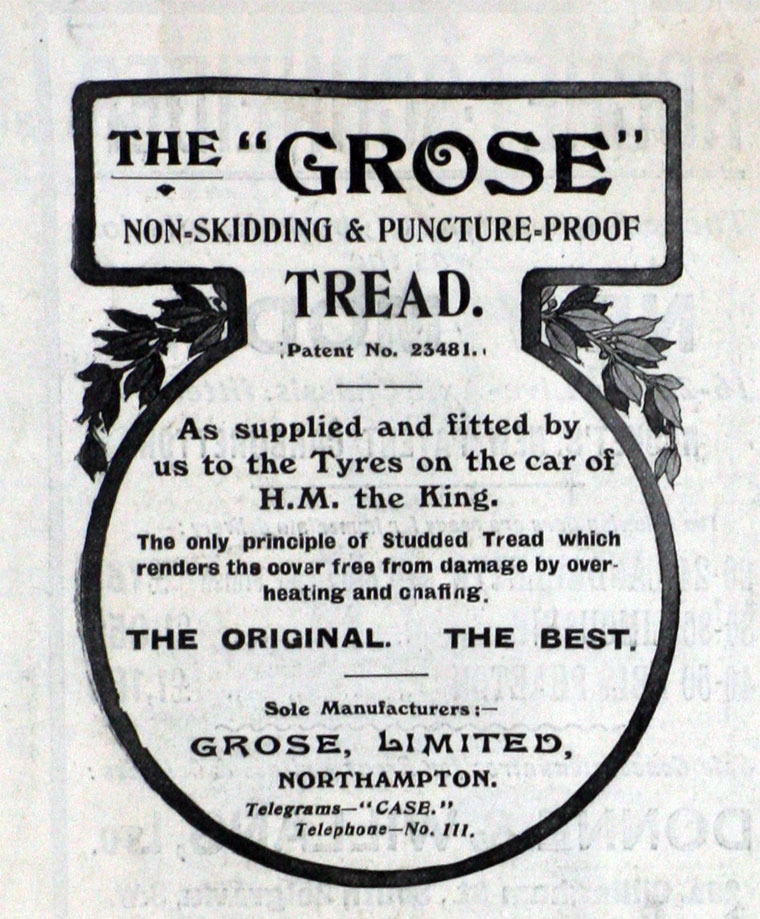 THE "GROSE"
NON-SKIDDING & PUNCTURE-PROOF
TREAD.
Patent No. 23481.
As supplied and fitted by
us to the Tyres on the car of
H.M. the King.
The only principle of Studded Tread which
renders the cover free from damage by over-
heating and chafing.
THE ORIGINAL. THE BEST.
Sole Manufacturers:—
GROSE, LIMITED,
NORTHAMPTON.
Telegrams—"CASE."
Telephone—No. 111.